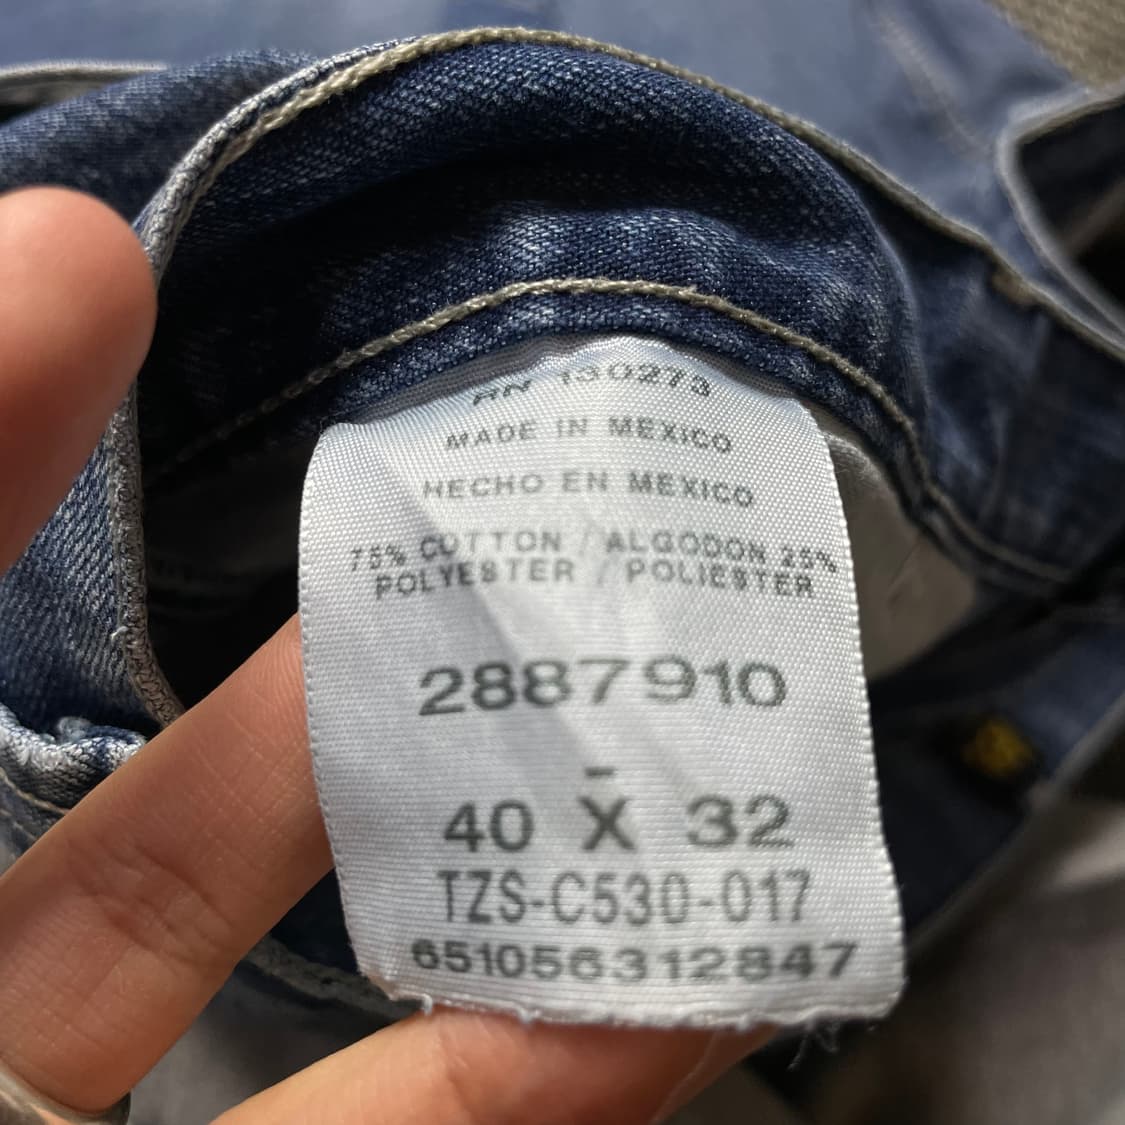 RN 130273
MADE IN MEXICO
HECHO EN MEXICO
75% COTTON / ALGODON 25%
POLYESTER / POLIESTER
2887910
-
40 X 32
TZS-C530-017
651056312847